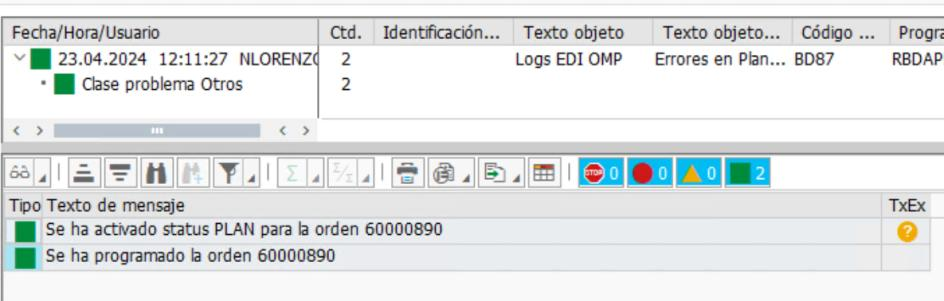 Fecha/Hora/Usuario Ctd. Identificación... Texto objeto Texto objeto... Código ... Progra
23.04.2024 12:11:27 NLORENZO 2 Logs EDI OMP Errores en Plan... BD87 RBDAP
Clase problema Otros 2
STOP 0 0 0 2
Tipo Texto de mensaje TxEx
Se ha activado status PLAN para la orden 60000890 ?
Se ha programado la orden 60000890